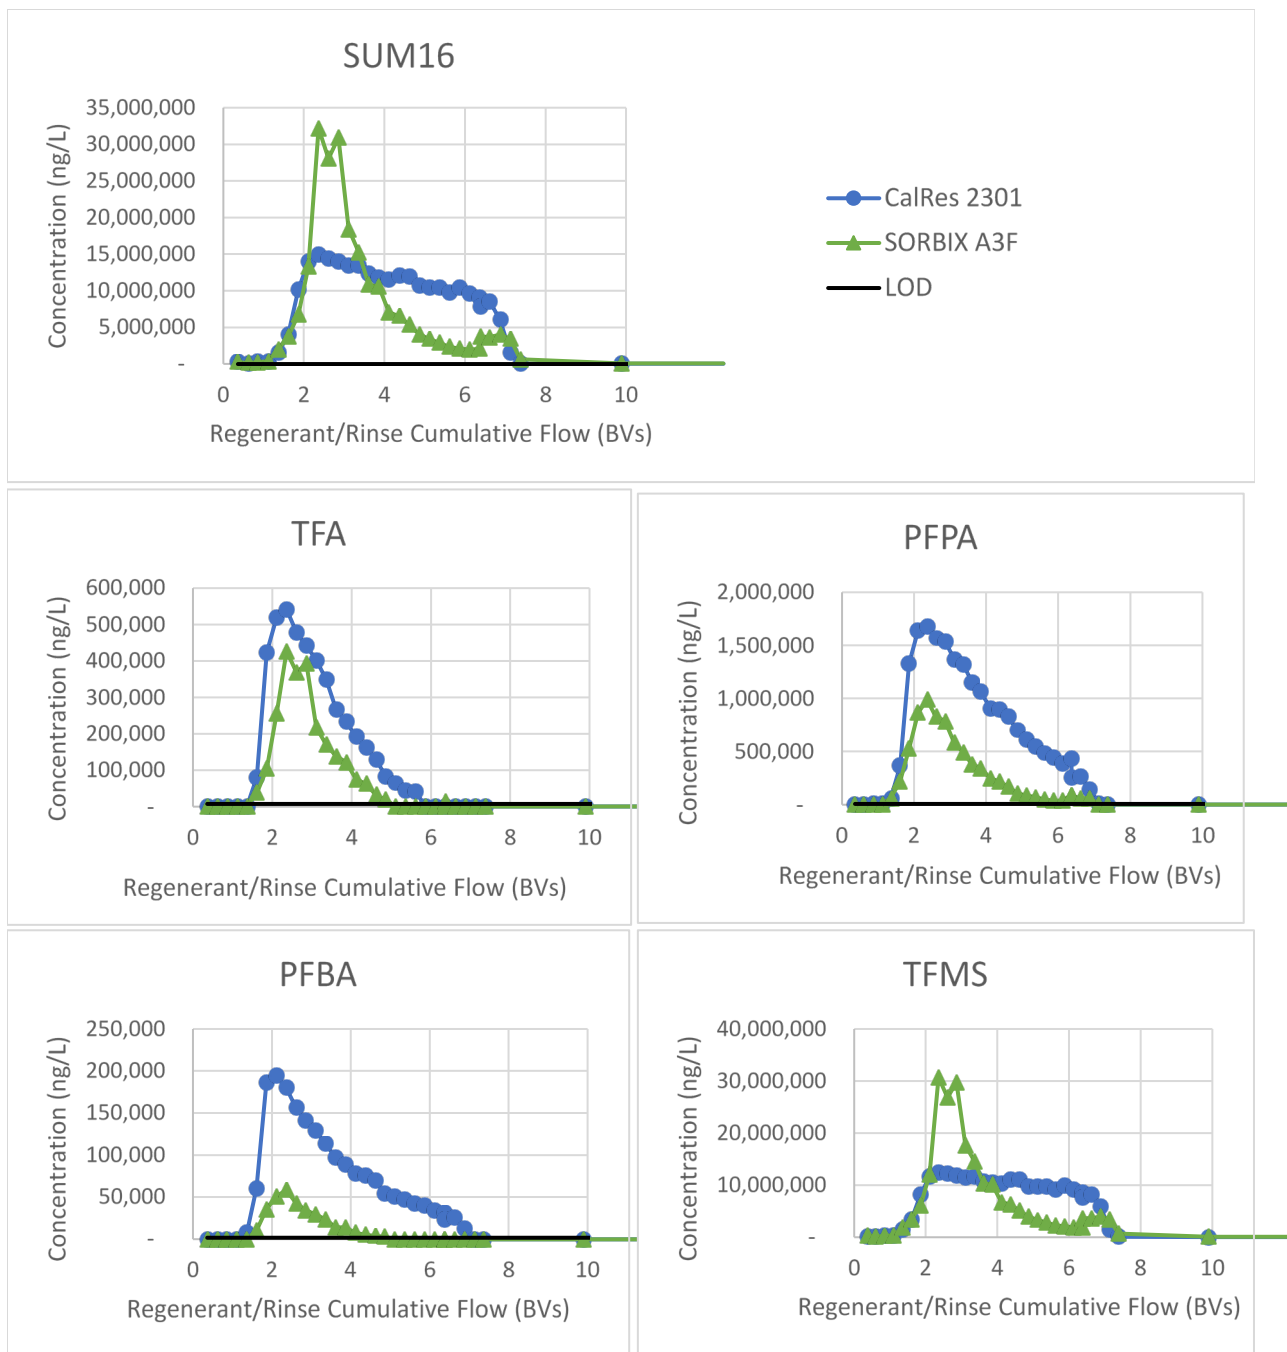 SUM16
Concentration (ng/L)
35,000,000
30,000,000
25,000,000
20,000,000
15,000,000
10,000,000
5,000,000
-
0 2 4 6 8 10
Regenerant/Rinse Cumulative Flow (BVs)
CalRes 2301
SORBIX A3F
LOD
TFA
Concentration (ng/L)
600,000
500,000
400,000
300,000
200,000
100,000
-
0 2 4 6 8 10
Regenerant/Rinse Cumulative Flow (BVs)
PFPA
Concentration (ng/L)
2,000,000
1,500,000
1,000,000
500,000
-
0 2 4 6 8 10
Regenerant/Rinse Cumulative Flow (BVs)
PFBA
Concentration (ng/L)
250,000
200,000
150,000
100,000
50,000
-
0 2 4 6 8 10
Regenerant/Rinse Cumulative Flow (BVs)
TFMS
Concentration (ng/L)
40,000,000
30,000,000
20,000,000
10,000,000
-
0 2 4 6 8 10
Regenerant/Rinse Cumulative Flow (BVs)